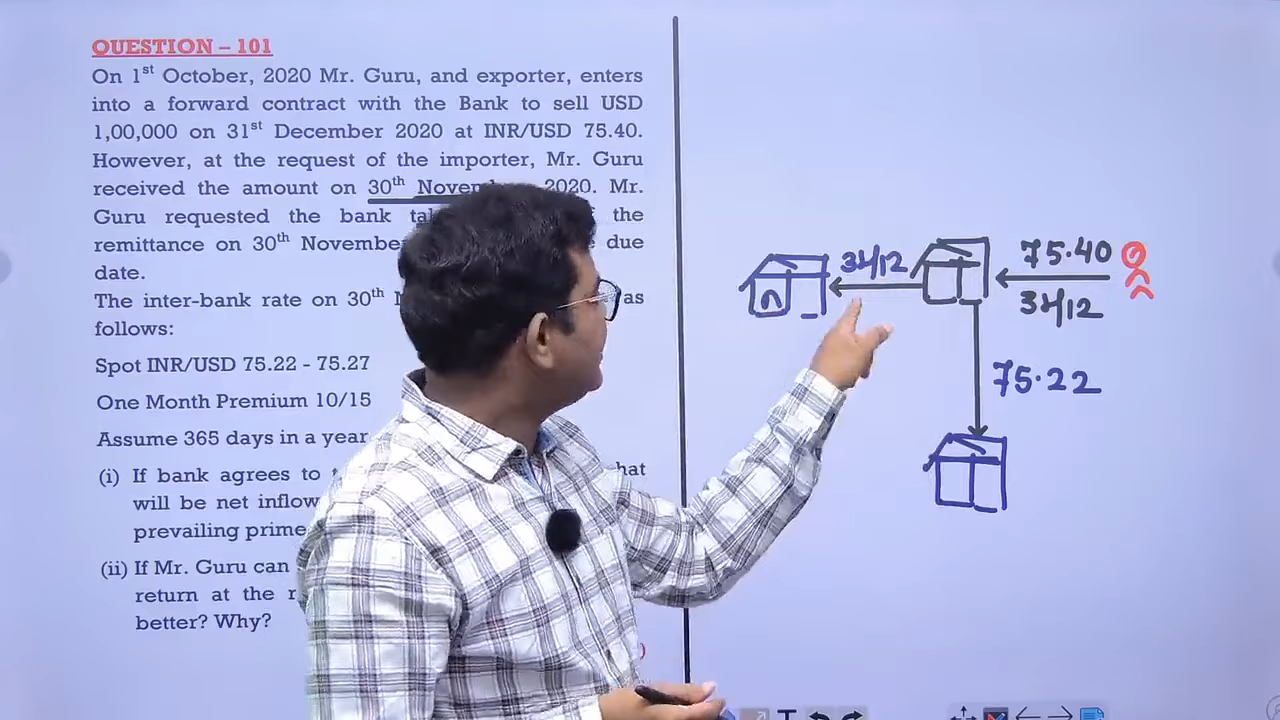 QUESTION – 101
On 1st October, 2020 Mr. Guru, and exporter, enters
into a forward contract with the Bank to sell USD
1,00,000 on 31st December 2020 at INR/USD 75.40.
However, at the request of the importer, Mr. Guru
received the amount on 30th 2020. Mr.
Guru requested the bank the
remittance on 30th due
date.
The inter-bank rate on 30th as
follows:
Spot INR/USD 75.22 - 75.27
One Month Premium 10/15
Assume 365 days in a year
(i) If bank agrees to
will be net inflow
prevailing prime
(ii) If Mr. Guru can
return at the
better? Why?
31/12
75.40
31/12
75.22